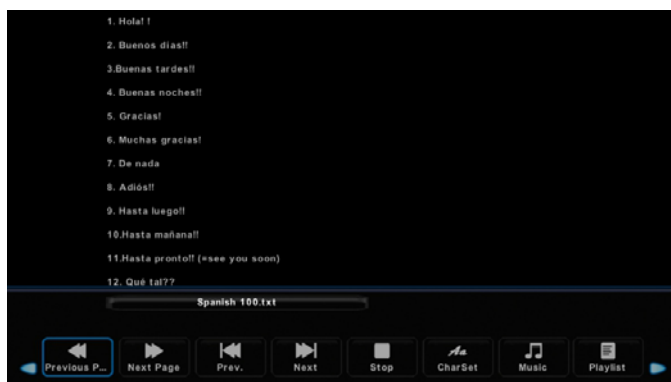 1. Hola! !
2. Buenos dias!!
3.Buenas tardes!!
4. Buenas noches!!
5. Gracias!
6. Muchas gracias!
7. De nada
8. Adiós!!
9. Hasta luego!!
10.Hasta mañana!!
11.Hasta pronto!! (=see you soon)
12. Qué tal??
Spanish 100.txt
Previous P... Next Page Prev. Next Stop Aa CharSet Music Playlist